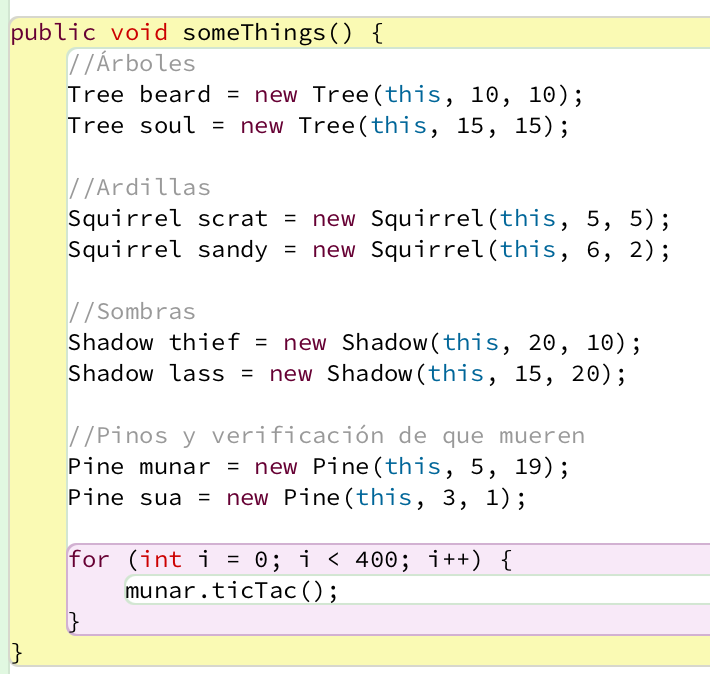 public void someThings() {
//Árboles
Tree beard = new Tree(this, 10, 10);
Tree soul = new Tree(this, 15, 15);
//Ardillas
Squirrel scrat = new Squirrel(this, 5, 5);
Squirrel sandy = new Squirrel(this, 6, 2);
//Sombras
Shadow thief = new Shadow(this, 20, 10);
Shadow lass = new Shadow(this, 15, 20);
//Pinos y verificación de que mueren
Pine munar = new Pine(this, 5, 19);
Pine sua = new Pine(this, 3, 1);
for (int i = 0; i < 400; i++) {
munar.ticTac();
}
}